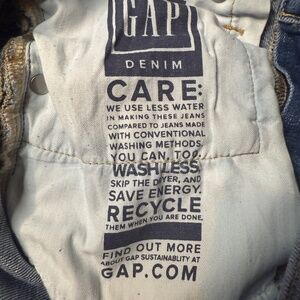 GAP
DENIM
CARE:
WE USE LESS WATER
IN MAKING THESE JEANS
COMPARED TO JEANS MADE
WITH CONVENTIONAL
WASHING METHODS.
YOU CAN, TOO.
WASH LESS
SKIP THE DRYER, AND
SAVE ENERGY.
RECYCLE
THEM WHEN YOU ARE DONE.
FIND OUT MORE
ABOUT GAP SUSTAINABILITY AT
GAP.COM